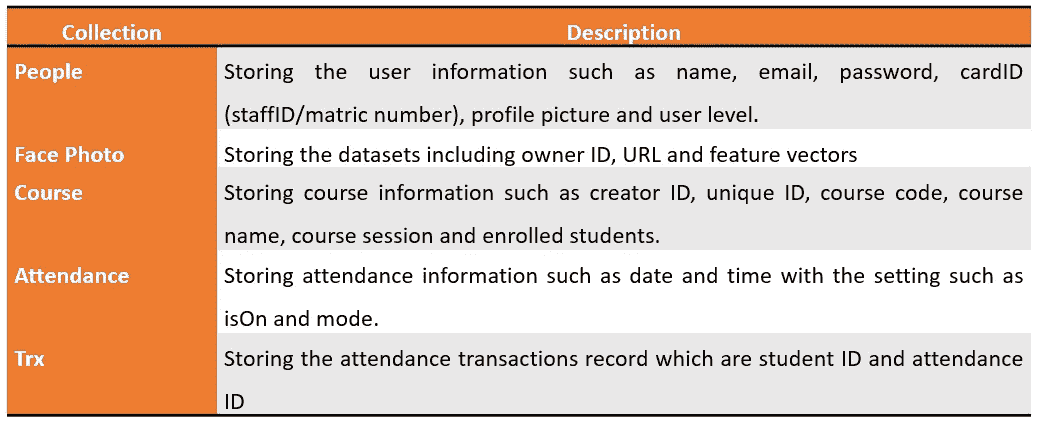 Collection Description
People Storing the user information such as name, email, password, cardID
(staffID/matric number), profile picture and user level.
Face Photo Storing the datasets including owner ID, URL and feature vectors
Course Storing course information such as creator ID, unique ID, course code, course
name, course session and enrolled students.
Attendance Storing attendance information such as date and time with the setting such as
isOn and mode.
Trx Storing the attendance transactions record which are student ID and attendance
ID